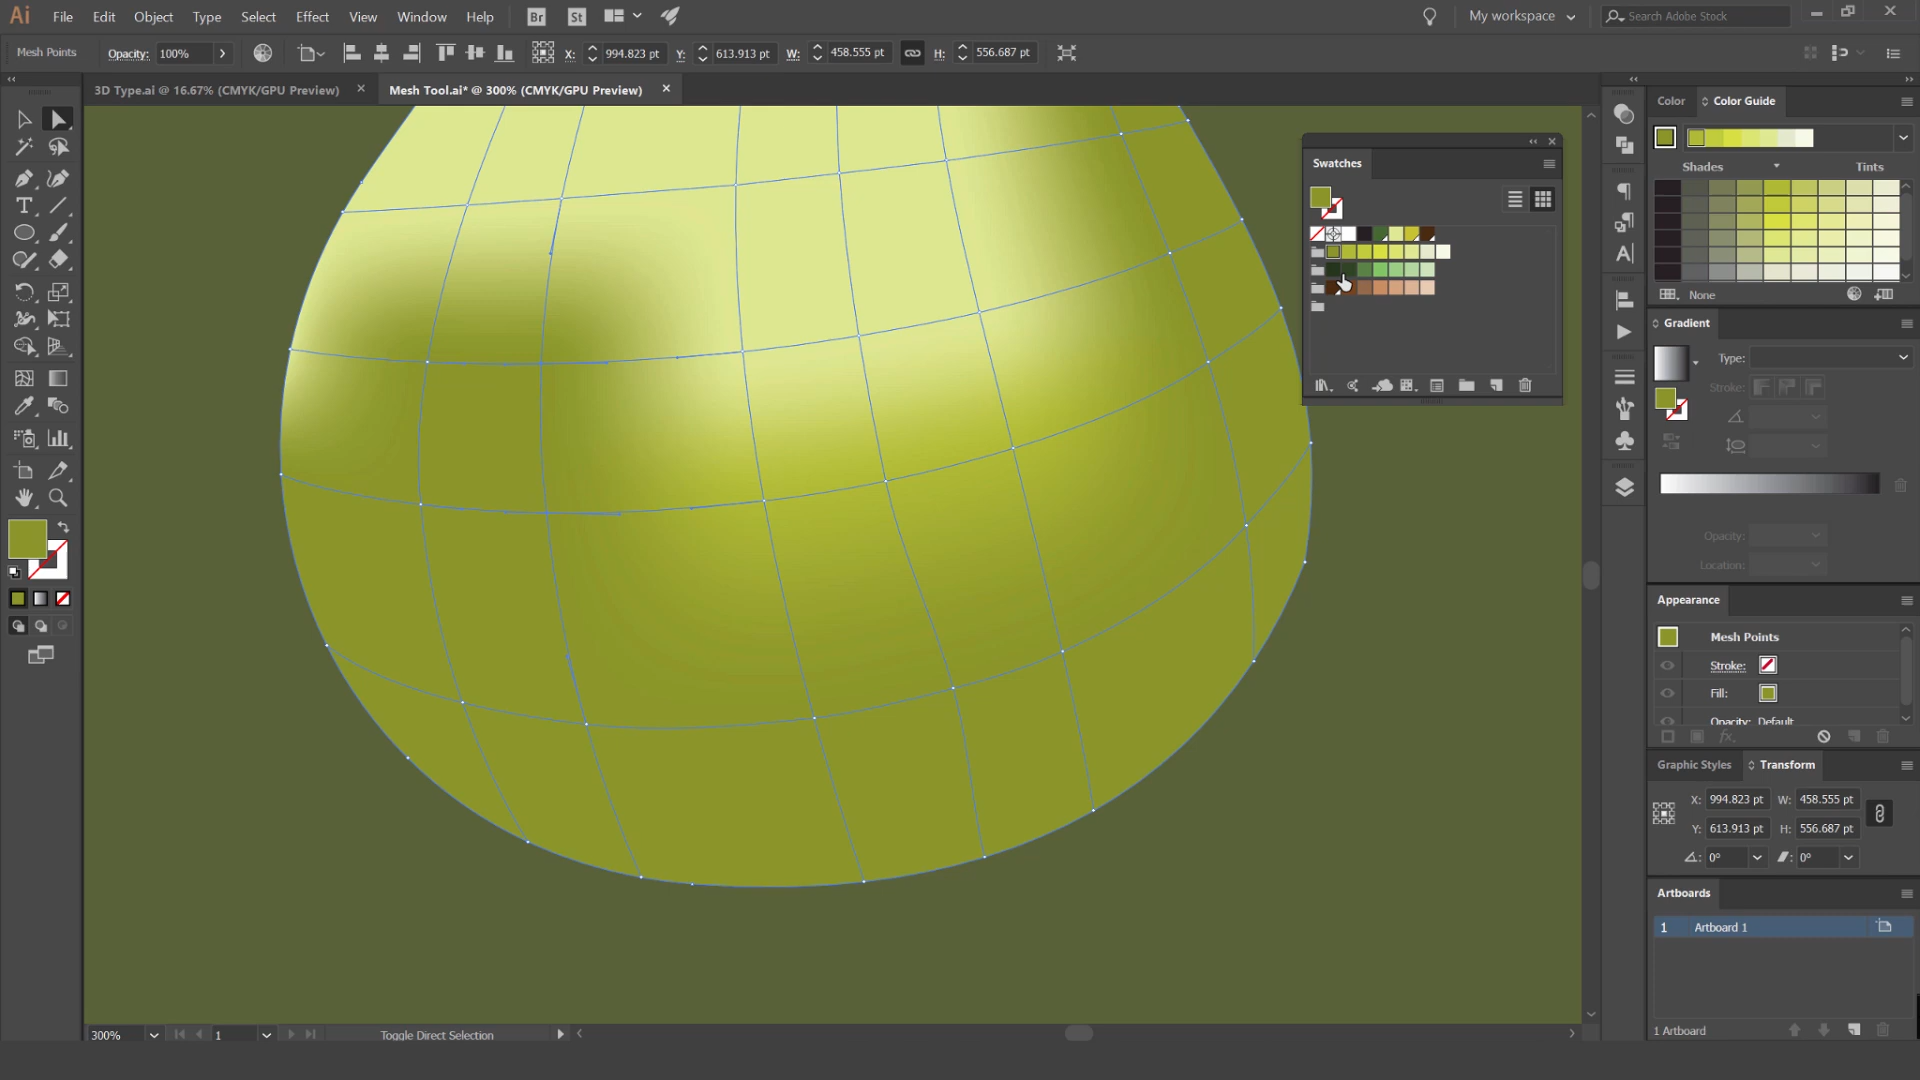 Ai File Edit Object Type Select Effect View Window Help Br St My workspace Search Adobe Stock
Mesh Points Opacity: 100% X: 994.823 pt Y: 613.913 pt W: 458.555 pt H: 556.687 pt
3D Type.ai @ 16.67% (CMYK/GPU Preview) × Mesh Tool.ai* @ 300% (CMYK/GPU Preview) ×
Color Color Guide
Swatches
Shades Tints
None
Gradient
Type:
Stroke:
Opacity:
Location:
Appearance
Mesh Points
Stroke:
Fill:
Opacity: Default
fx
Graphic Styles Transform
X: 994.823 pt W: 458.555 pt
Y: 613.913 pt H: 556.687 pt
0° 0°
Artboards
1 Artboard 1
1 Artboard
300% 1 Toggle Direct Selection